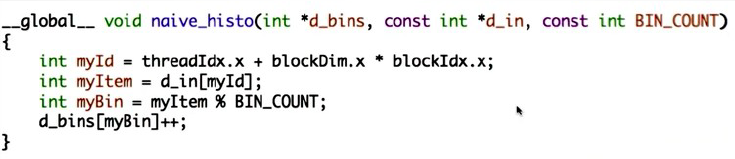 __global__ void naive_histo(int *d_bins, const int *d_in, const int BIN_COUNT)
{
    int myId = threadIdx.x + blockDim.x * blockIdx.x;
    int myItem = d_in[myId];
    int myBin = myItem % BIN_COUNT;
    d_bins[myBin]++;
}